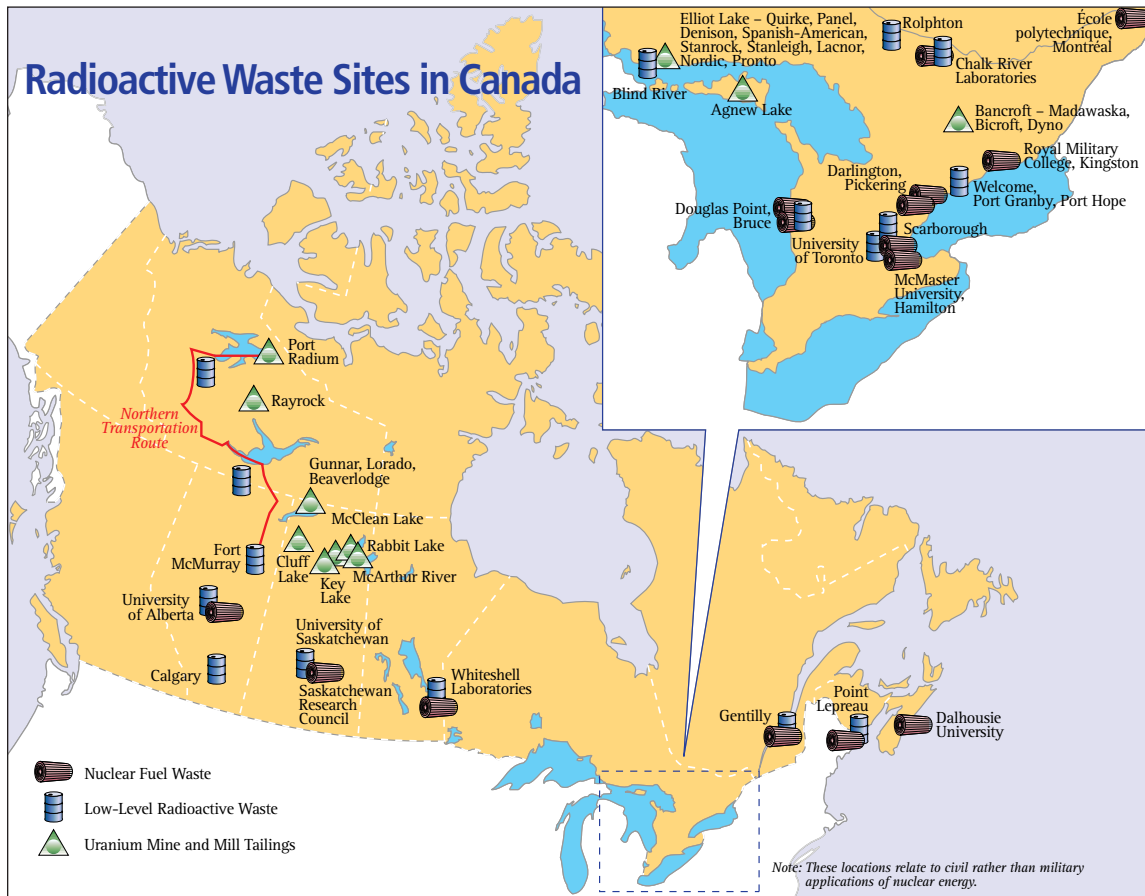 Radioactive Waste Sites in Canada
Elliot Lake – Quirke, Panel,
Denison, Spanish-American,
Stanrock, Stanleigh, Lacnor,
Nordic, Pronto
Rolphton
École
polytechnique,
Montréal
Chalk River
Laboratories
Blind River
Agnew Lake
Bancroft – Madawaska,
Bicroft, Dyno
Royal Military
College, Kingston
Darlington,
Pickering
Welcome,
Port Granby, Port Hope
Douglas Point,
Bruce
Scarborough
University
of Toronto
McMaster
University,
Hamilton
Port
Radium
Rayrock
Northern
Transportation
Route
Gunnar, Lorado,
Beaverlodge
McClean Lake
Rabbit Lake
Fort
McMurray
Cluff
Lake
Key
Lake
McArthur River
University
of Alberta
University of
Saskatchewan
Calgary
Saskatchewan
Research
Council
Whiteshell
Laboratories
Gentilly
Point
Lepreau
Dalhousie
University
Nuclear Fuel Waste
Low-Level Radioactive Waste
Uranium Mine and Mill Tailings
Note: These locations relate to civil rather than military
applications of nuclear energy.